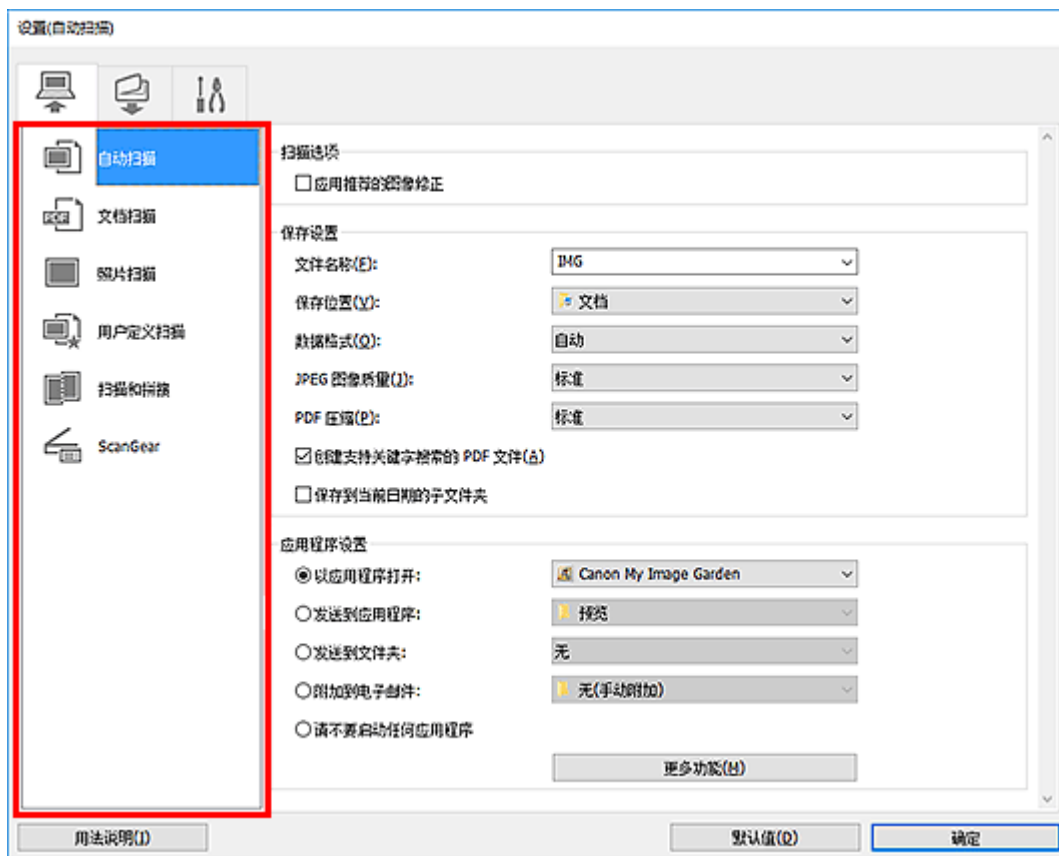 设置(自动扫描)
自动扫描
PDF
文档扫描
照片扫描
用户定义扫描
扫描和拼接
ScanGear
扫描选项
应用推荐的图像修正
保存设置
文件名称(F): IMG
保存位置(V): 文档
数据格式(O): 自动
JPEG 图像质量(J): 标准
PDF 压缩(P): 标准
创建支持关键字搜索的 PDF 文件(A)
保存到当前日期的子文件夹
应用程序设置
以应用程序打开: Canon My Image Garden
发送到应用程序: 预览
发送到文件夹: 无
附加到电子邮件: 无(手动附加)
请不要启动任何应用程序
更多功能(H)
用法说明(I) 默认值(D) 确定